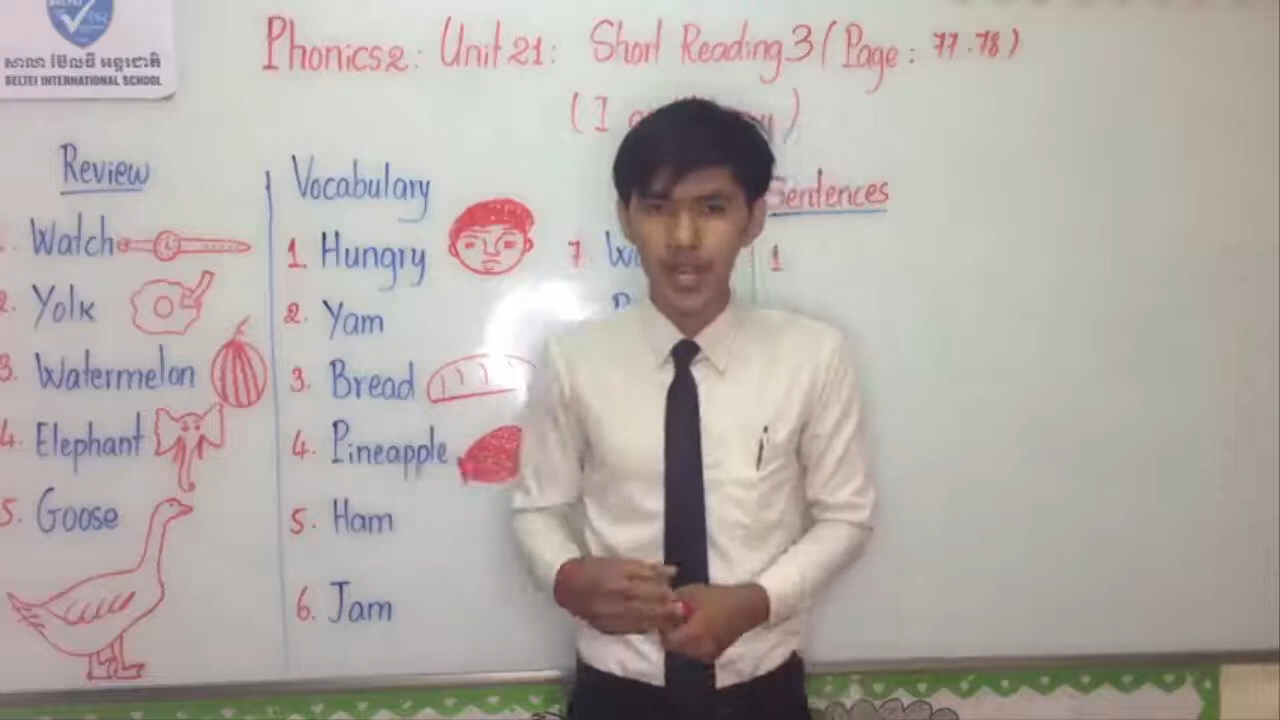 សាលា ប៊ែលធី អន្តរជាតិ
BELTEI INTERNATIONAL SCHOOL
Phonics2: Unit 21: Short Reading 3 (Page: 77-78)
(I
Review
Watch
2. Yolk
3. Watermelon
4. Elephant
5. Goose
Vocabulary
1 Hungry
2. Yam
3. Bread
4. Pineapple
5. Ham
6. Jam
7.
Sentences
1